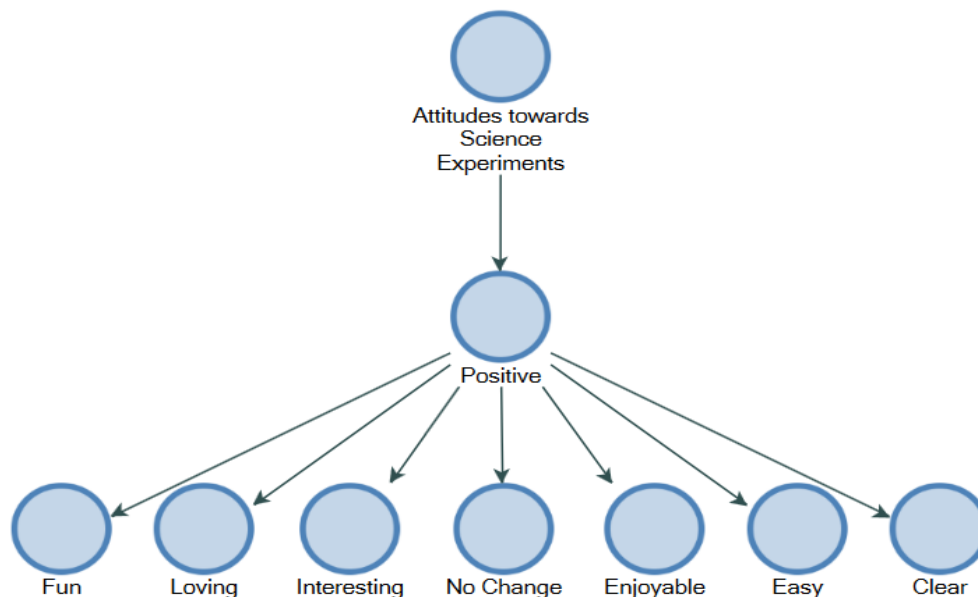 Attitudes towards
Science
Experiments
Positive
Fun
Loving
Interesting
No Change
Enjoyable
Easy
Clear